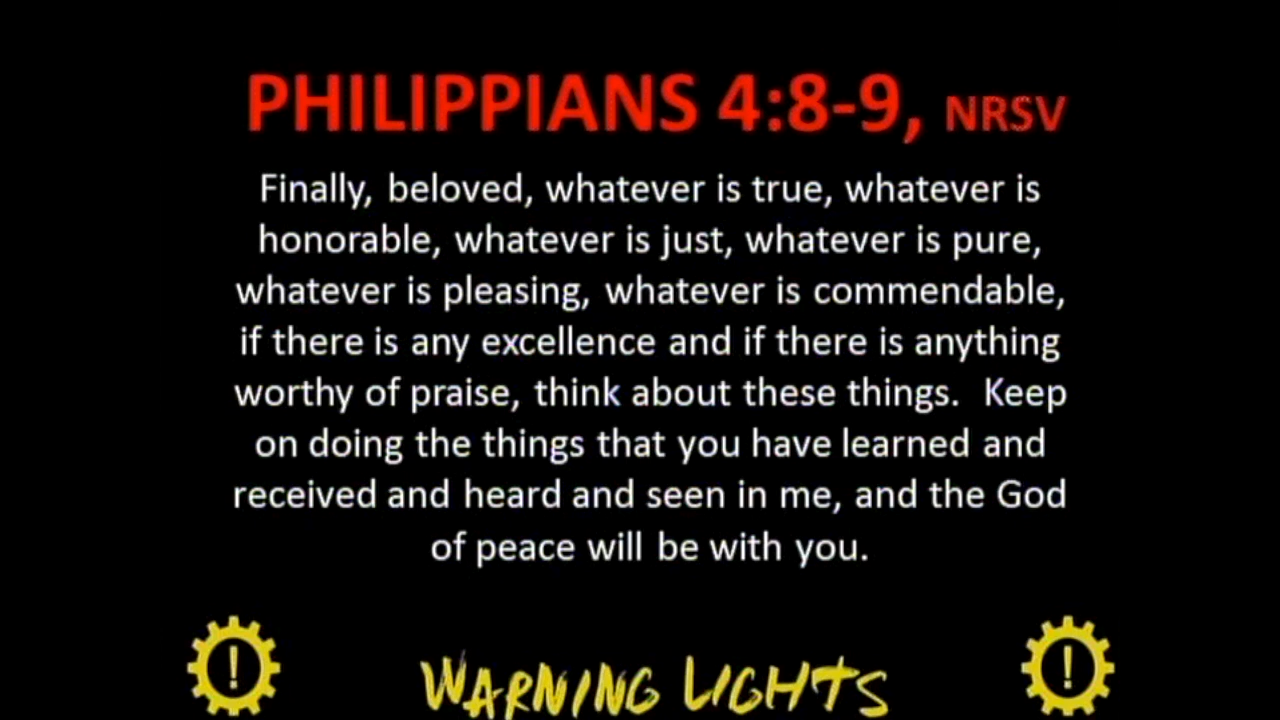 PHILIPPIANS 4:8-9, NRSV
Finally, beloved, whatever is true, whatever is
honorable, whatever is just, whatever is pure,
whatever is pleasing, whatever is commendable,
if there is any excellence and if there is anything
worthy of praise, think about these things.  Keep
on doing the things that you have learned and
received and heard and seen in me, and the God
of peace will be with you.
! WARNING LIGHTS !